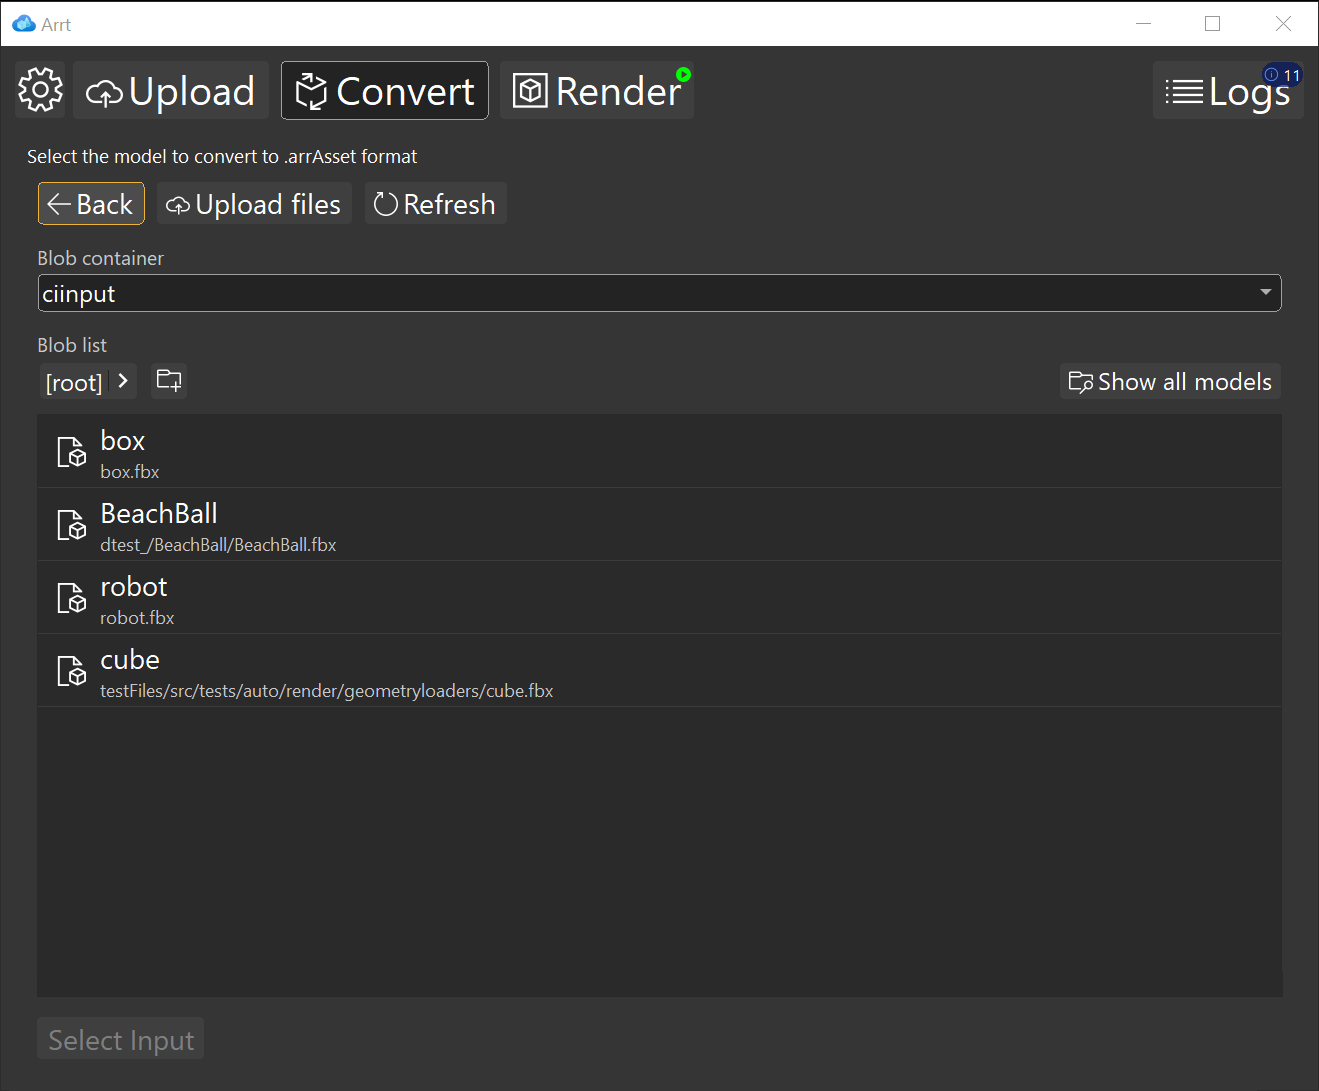 Arrt
Upload
Convert
Render
Logs
11
Select the model to convert to .arrAsset format
Back
Upload files
Refresh
Blob container
ciinput
Blob list
[root]
Show all models
box
box.fbx
BeachBall
dtest_/BeachBall/BeachBall.fbx
robot
robot.fbx
cube
testFiles/src/tests/auto/render/geometryloaders/cube.fbx
Select Input